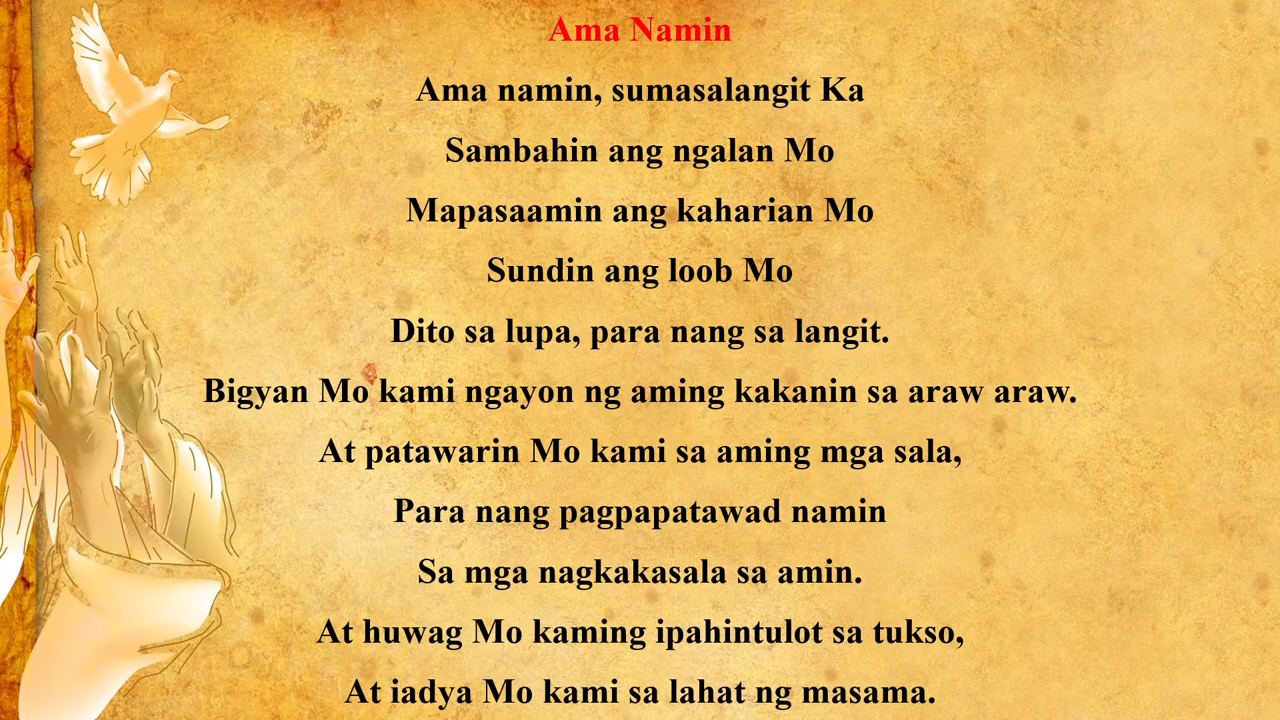 Ama Namin
Ama namin, sumasalangit Ka
Sambahin ang ngalan Mo
Mapasaamin ang kaharian Mo
Sundin ang loob Mo
Dito sa lupa, para nang sa langit.
Bigyan Mo kami ngayon ng aming kakanin sa araw araw.
At patawarin Mo kami sa aming mga sala,
Para nang pagpapatawad namin
Sa mga nagkakasala sa amin.
At huwag Mo kaming ipahintulot sa tukso,
At iadya Mo kami sa lahat ng masama.